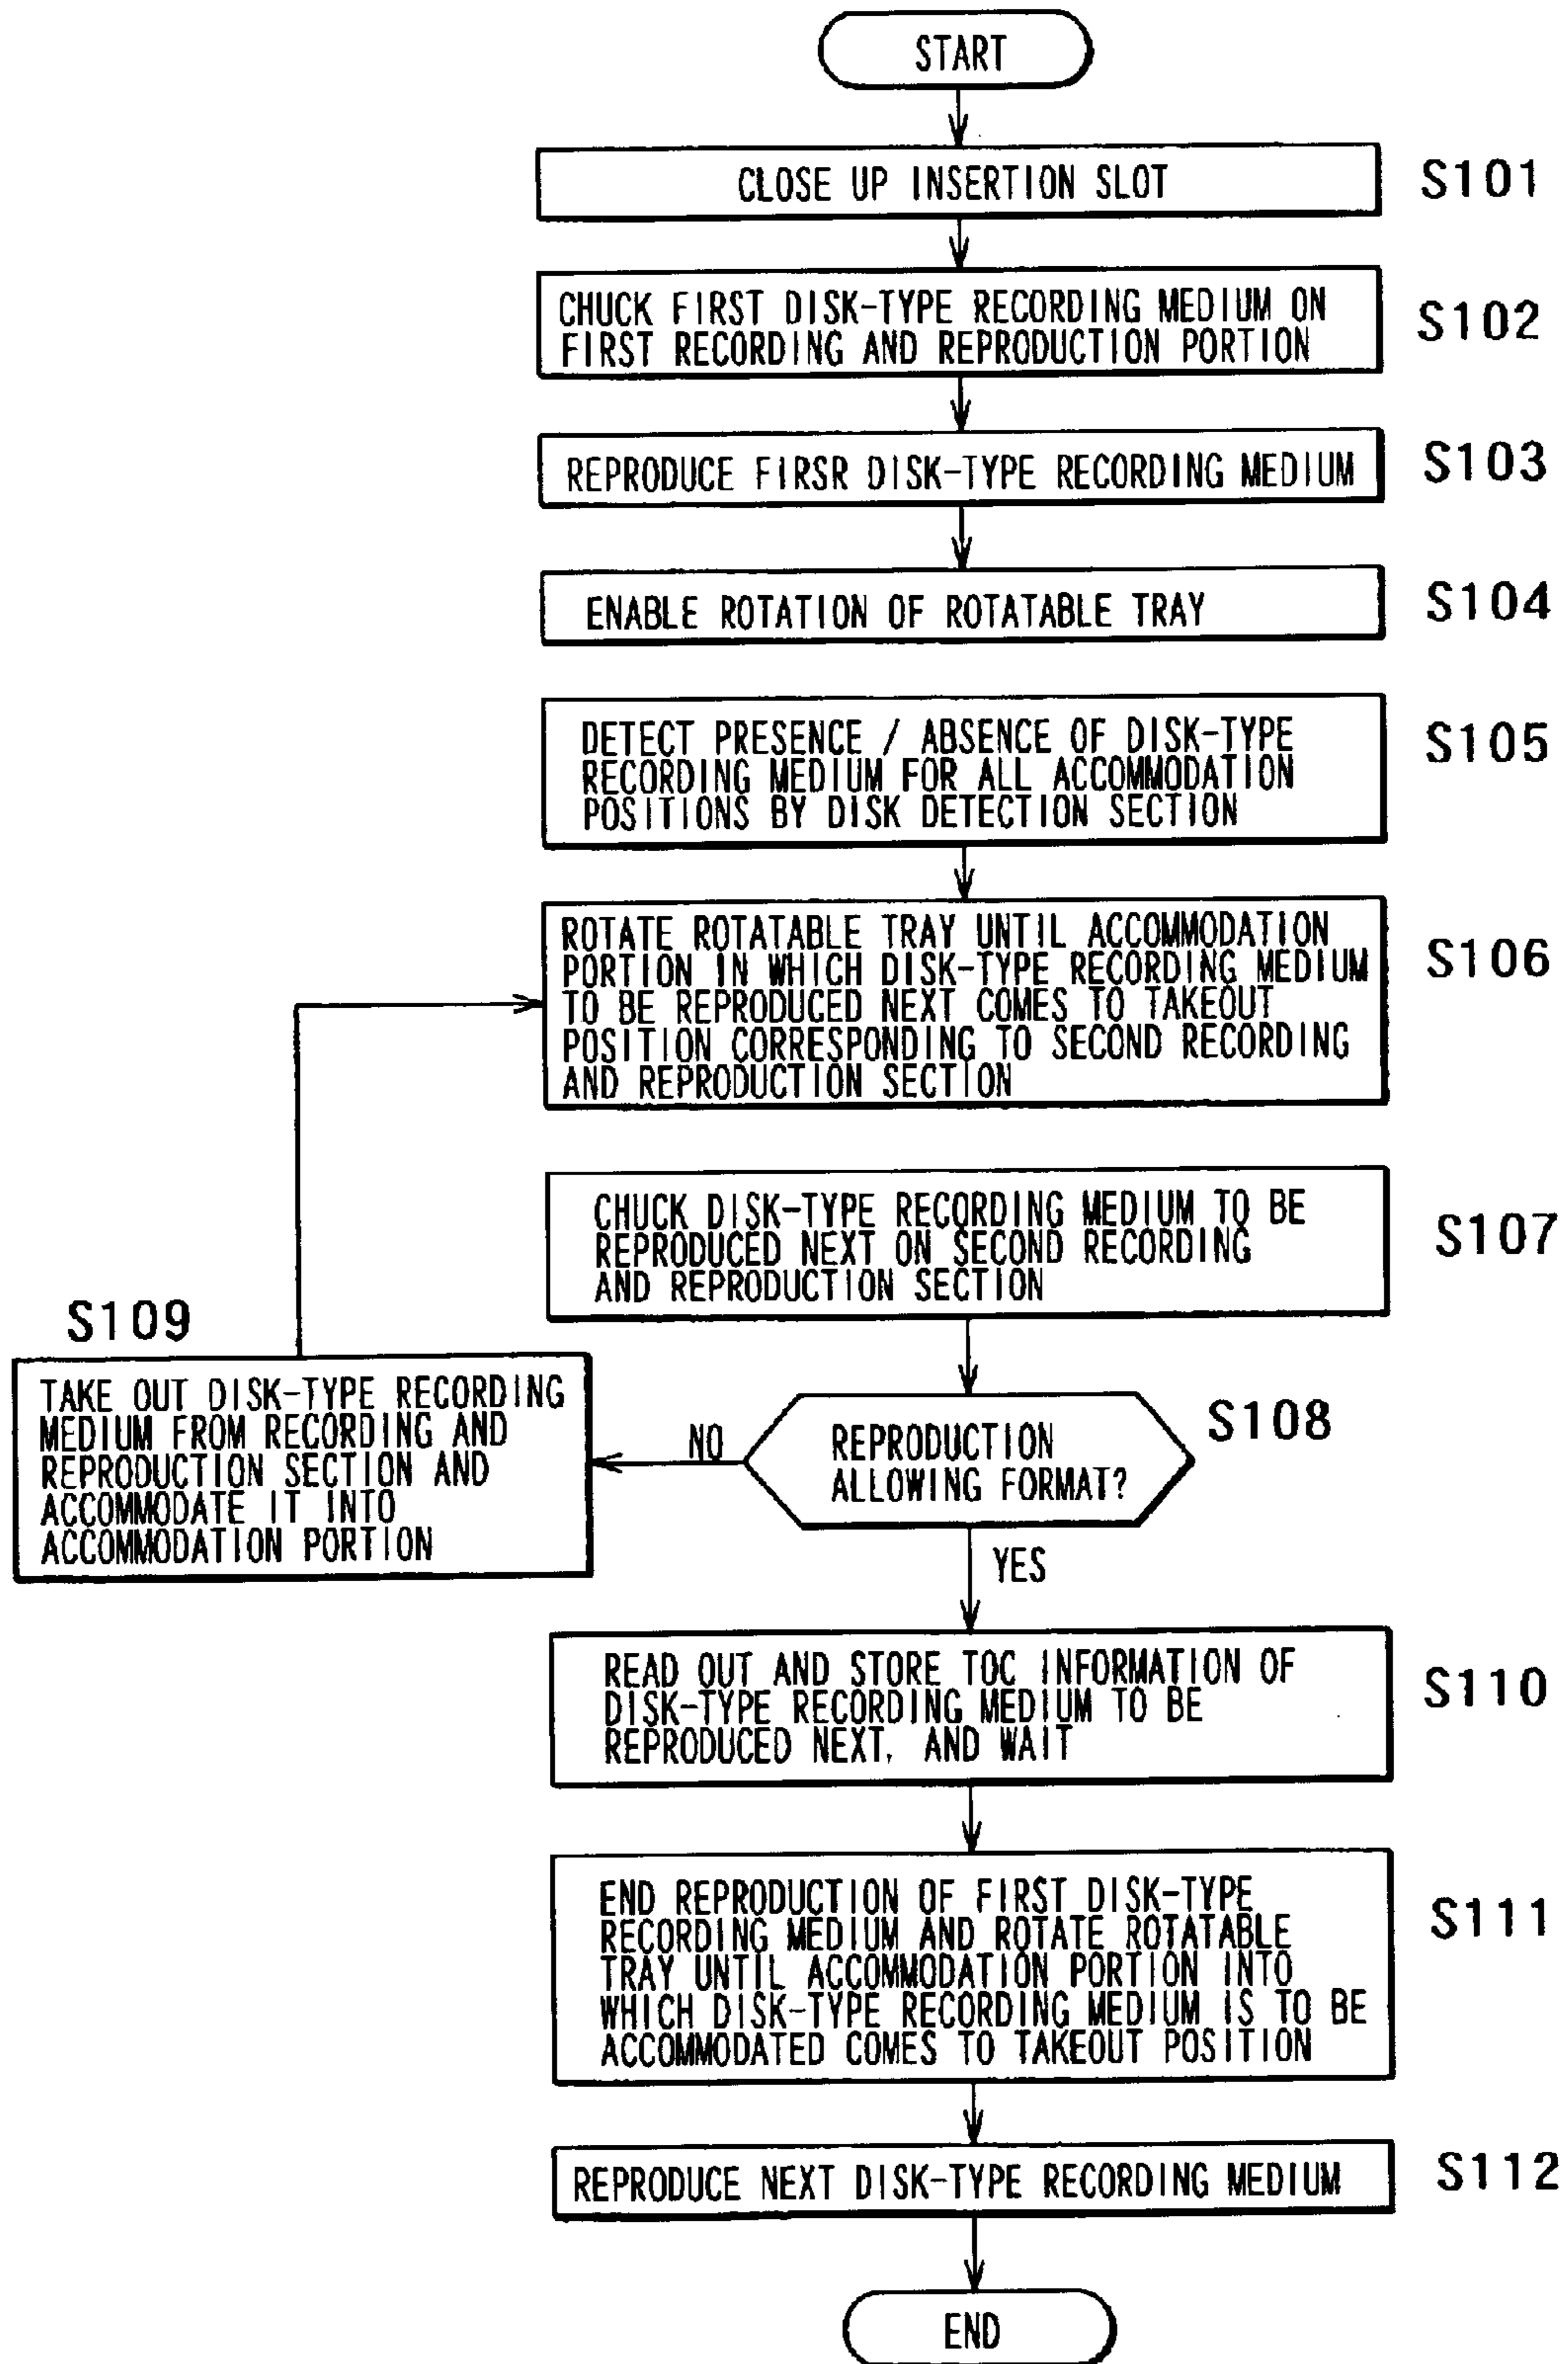 START
CLOSE UP INSERTION SLOT
S101
CHUCK FIRST DISK-TYPE RECORDING MEDIUM ON
FIRST RECORDING AND REPRODUCTION PORTION
S102
REPRODUCE FIRSR DISK-TYPE RECORDING MEDIUM
S103
ENABLE ROTATION OF ROTATABLE TRAY
S104
DETECT PRESENCE / ABSENCE OF DISK-TYPE
RECORDING MEDIUM FOR ALL ACCOMMODATION
POSITIONS BY DISK DETECTION SECTION
S105
ROTATE ROTATABLE TRAY UNTIL ACCOMMODATION
PORTION IN WHICH DISK-TYPE RECORDING MEDIUM
TO BE REPRODUCED NEXT COMES TO TAKEOUT
POSITION CORRESPONDING TO SECOND RECORDING
AND REPRODUCTION SECTION
S106
CHUCK DISK-TYPE RECORDING MEDIUM TO BE
REPRODUCED NEXT ON SECOND RECORDING
AND REPRODUCTION SECTION
S107
REPRODUCTION
ALLOWING FORMAT?
S108
NO
S109
TAKE OUT DISK-TYPE RECORDING
MEDIUM FROM RECORDING AND
REPRODUCTION SECTION AND
ACCOMMODATE IT INTO
ACCOMMODATION PORTION
YES
READ OUT AND STORE TOC INFORMATION OF
DISK-TYPE RECORDING MEDIUM TO BE
REPRODUCED NEXT, AND WAIT
S110
END REPRODUCTION OF FIRST DISK-TYPE
RECORDING MEDIUM AND ROTATE ROTATABLE
TRAY UNTIL ACCOMMODATION PORTION INTO
WHICH DISK-TYPE RECORDING MEDIUM IS TO BE
ACCOMMODATED COMES TO TAKEOUT POSITION
S111
REPRODUCE NEXT DISK-TYPE RECORDING MEDIUM
S112
END